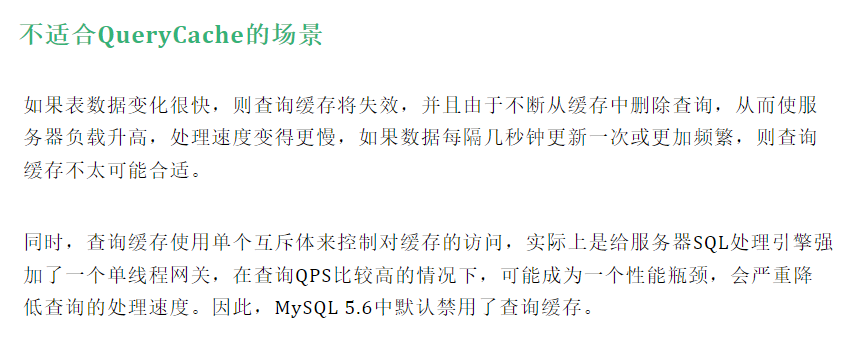 不适合QueryCache的场景
如果表数据变化很快，则查询缓存将失效，并且由于不断从缓存中删除查询，从而使服
务器负载升高，处理速度变得更慢，如果数据每隔几秒钟更新一次或更加频繁，则查询
缓存不太可能合适。
同时，查询缓存使用单个互斥体来控制对缓存的访问，实际上是给服务器SQL处理引擎强
加了一个单线程网关，在查询QPS比较高的情况下，可能成为一个性能瓶颈，会严重降
低查询的处理速度。因此，MySQL 5.6中默认禁用了查询缓存。